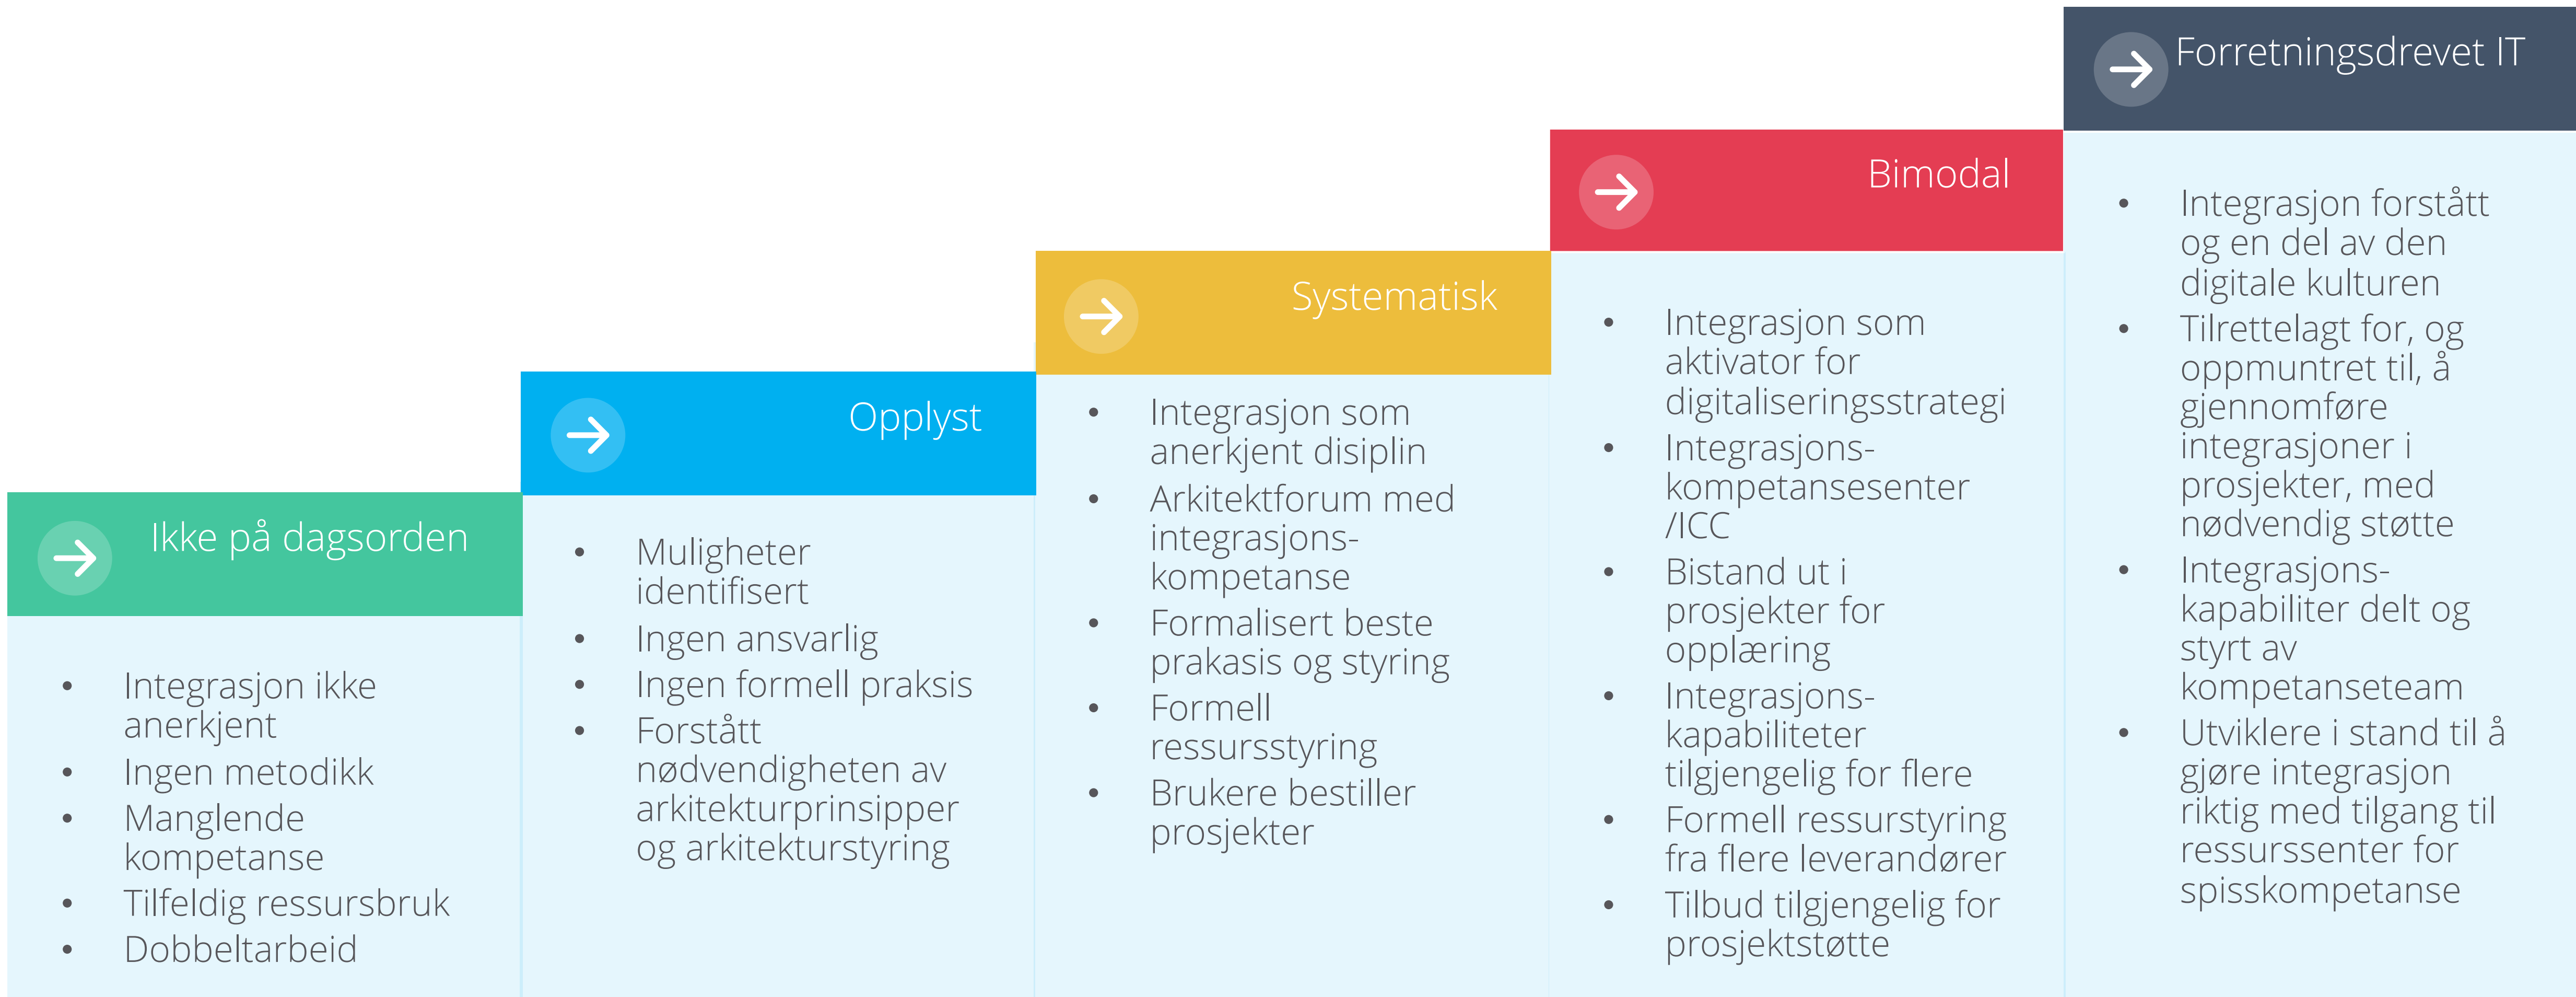 Ikke på dagsorden
• Integrasjon ikke
anerkjent
• Ingen metodikk
• Manglende
kompetanse
• Tilfeldig ressursbruk
• Dobbeltarbeid
Opplyst
• Muligheter
identifisert
• Ingen ansvarlig
• Ingen formell praksis
• Forstått
nødvendigheten av
arkitekturprinsipper
og arkitekturstyring
Systematisk
• Integrasjon som
anerkjent disiplin
• Arkitektforum med
integrasjons-
kompetanse
• Formalisert beste
prakasis og styring
• Formell
ressursstyring
• Brukere bestiller
prosjekter
Bimodal
• Integrasjon som
aktivator for
digitaliseringsstrategi
• Integrasjons-
kompetansesenter
/ICC
• Bistand ut i
prosjekter for
opplæring
• Integrasjons-
kapabiliteter
tilgjengelig for flere
• Formell ressurstyring
fra flere leverandører
• Tilbud tilgjengelig for
prosjektstøtte
Forretningsdrevet IT
• Integrasjon forstått
og en del av den
digitale kulturen
• Tilrettelagt for, og
oppmuntret til, å
gjennomføre
integrasjoner i
prosjekter, med
nødvendig støtte
• Integrasjons-
kapabiliter delt og
styrt av
kompetanseteam
• Utviklere i stand til å
gjøre integrasjon
riktig med tilgang til
ressurssenter for
spisskompetanse